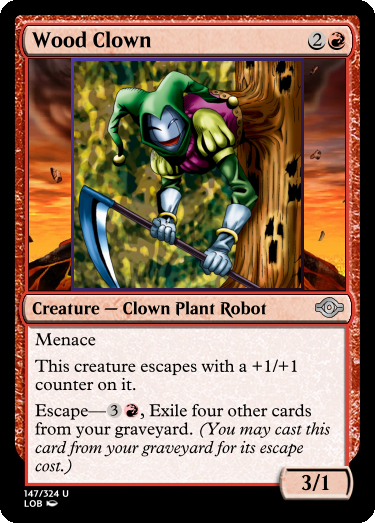 Wood Clown 2
Creature — Clown Plant Robot
Menace
This creature escapes with a +1/+1
counter on it.
Escape—3, Exile four other cards
from your graveyard. (You may cast this
card from your graveyard for its escape
cost.)
3/1
147/324 U
LOB